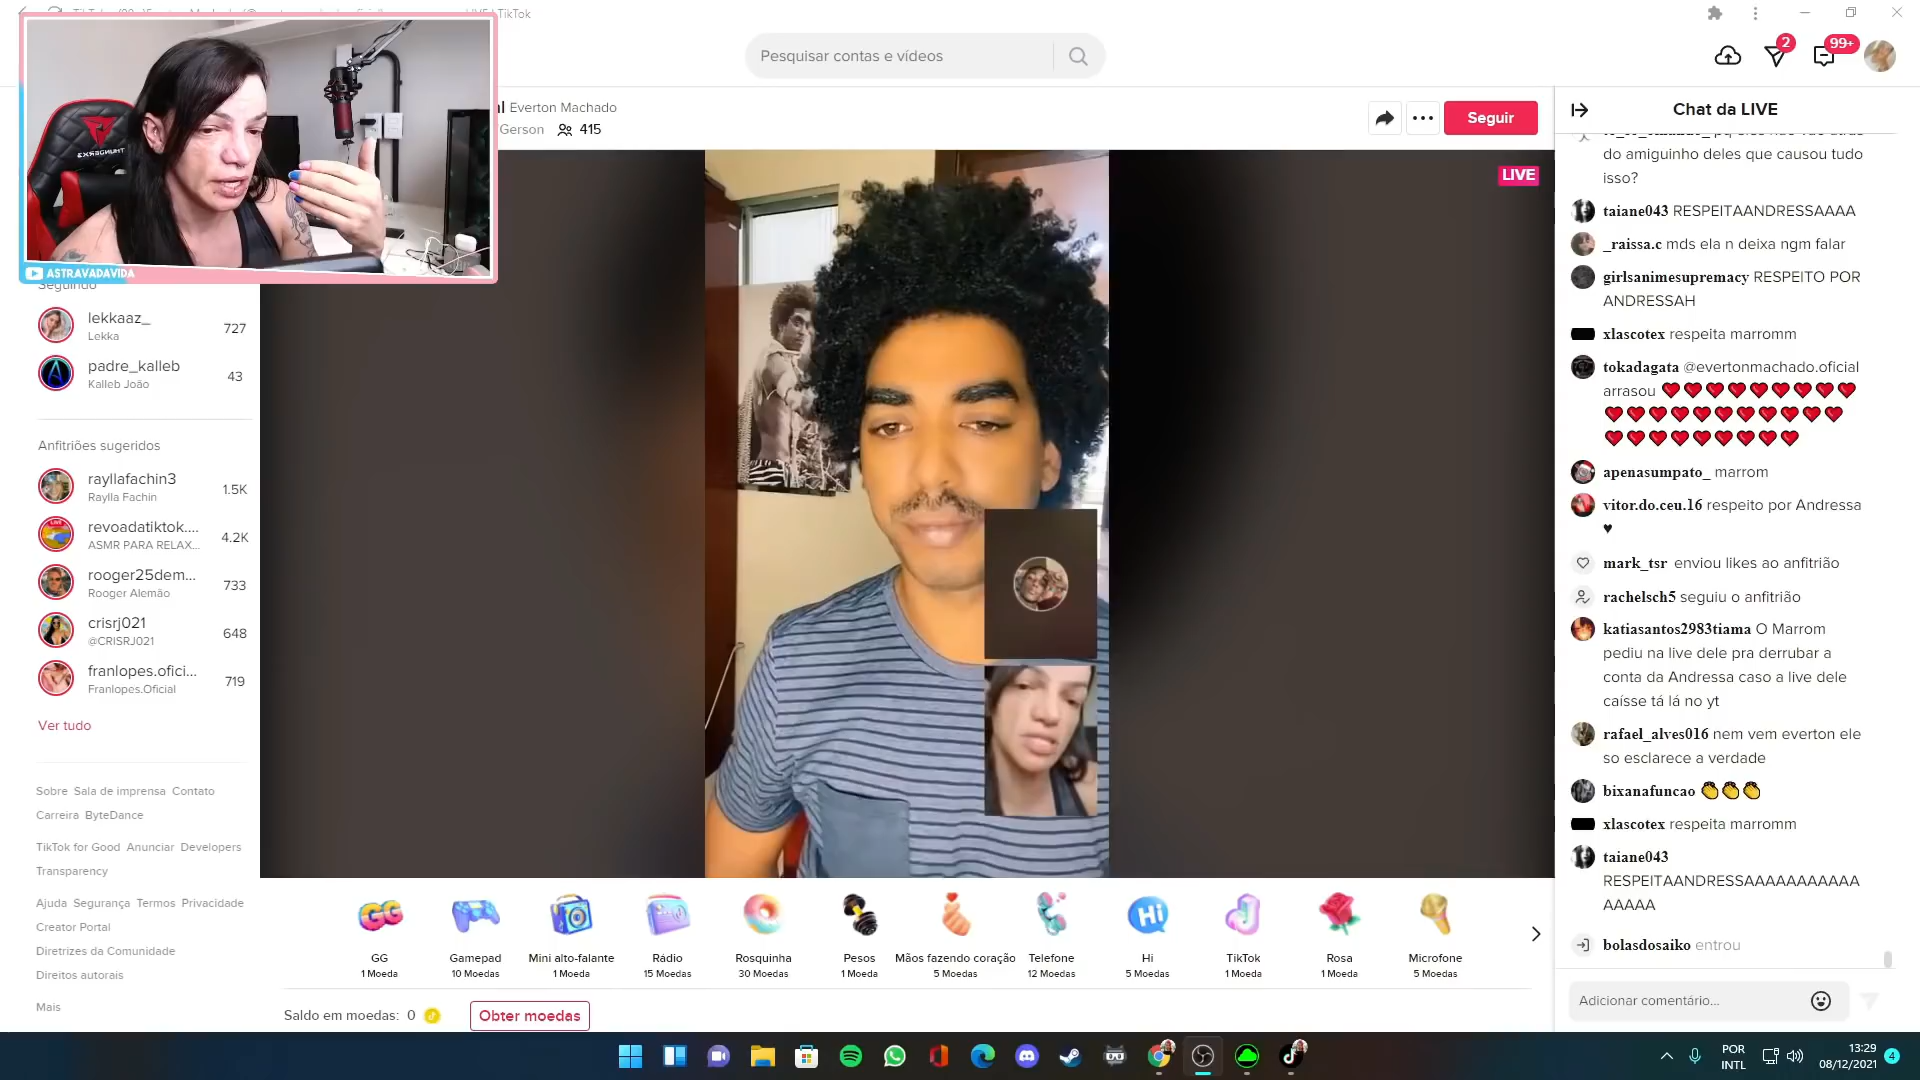 LIVE | TikTok
Pesquisar contas e vídeos
2
99+
THUNDERX3
ASTRAVADAVIDA
Everton Machado
Gerson
415
Seguir
LIVE
Seguindo
lekkaaz_
Lekka
727
padre_kalleb
Kalleb João
43
Anfitriões sugeridos
rayllafachin3
Raylla Fachin
1.5K
revoadatiktok....
ASMR PARA RELAX...
4.2K
rooger25dem...
Rooger Alemão
733
crisrj021
@CRISRJ021
648
franlopes.ofici...
Franlopes.Oficial
719
Ver tudo
Sobre Sala de imprensa Contato
Carreira ByteDance
TikTok for Good Anunciar Developers
Transparency
Ajuda Segurança Termos Privacidade
Creator Portal
Diretrizes da Comunidade
Direitos autorais
Mais
GG
1 Moeda
Gamepad
10 Moedas
Mini alto-falante
1 Moeda
Rádio
15 Moedas
Rosquinha
30 Moedas
Pesos
1 Moeda
Mãos fazendo coração
5 Moedas
Telefone
12 Moedas
Hi
Hi
5 Moedas
TikTok
1 Moeda
Rosa
1 Moeda
Microfone
5 Moedas
Saldo em moedas: 0
Obter moedas
Chat da LIVE
do amiguinho deles que causou tudo
isso?
taiane043 RESPEITAANDRESSAAAA
_raissa.c mds ela n deixa ngm falar
girlsanimesupremacy RESPEITO POR
ANDRESSAH
xlascotex respeita marromm
tokadagata @evertonmachado.oficial
arrasou ❤❤❤❤❤❤❤❤❤
❤❤❤❤❤❤❤❤❤❤❤
❤❤❤❤❤❤❤❤❤
apenasumpato_ marrom
vitor.do.ceu.16 respeito por Andressa
♥
mark_tsr enviou likes ao anfitrião
rachelsch5 seguiu o anfitrião
katiasantos2983tiama O Marrom
pediu na live dele pra derrubar a
conta da Andressa caso a live dele
caísse tá lá no yt
rafael_alves016 nem vem everton ele
so esclarece a verdade
bixanafuncao 👏👏👏
xlascotex respeita marromm
taiane043
RESPEITAANDRESSAAAAAAAAAAA
AAAAA
bolasdosaiko entrou
Adicionar comentário...
POR
INTL
13:29
08/12/2021
4